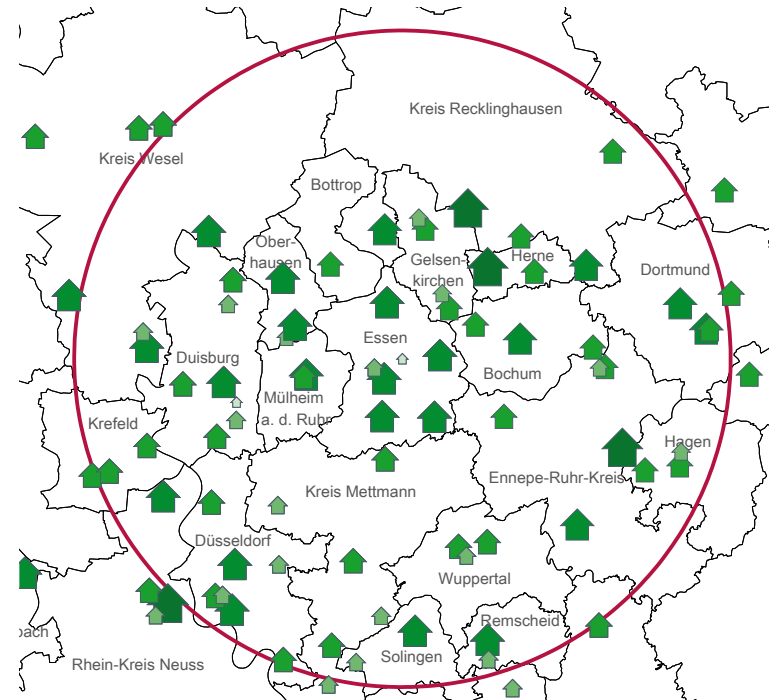 Kreis Recklinghausen
Kreis Wesel
Bottrop
Ober-
hausen
Gelsen-
kirchen
Herne
Dortmund
Essen
Duisburg
Bochum
Mülheim
a. d. Ruhr
Krefeld
Hagen
Ennepe-Ruhr-Kreis
Kreis Mettmann
Düsseldorf
Wuppertal
Remscheid
bach
Solingen
Rhein-Kreis Neuss